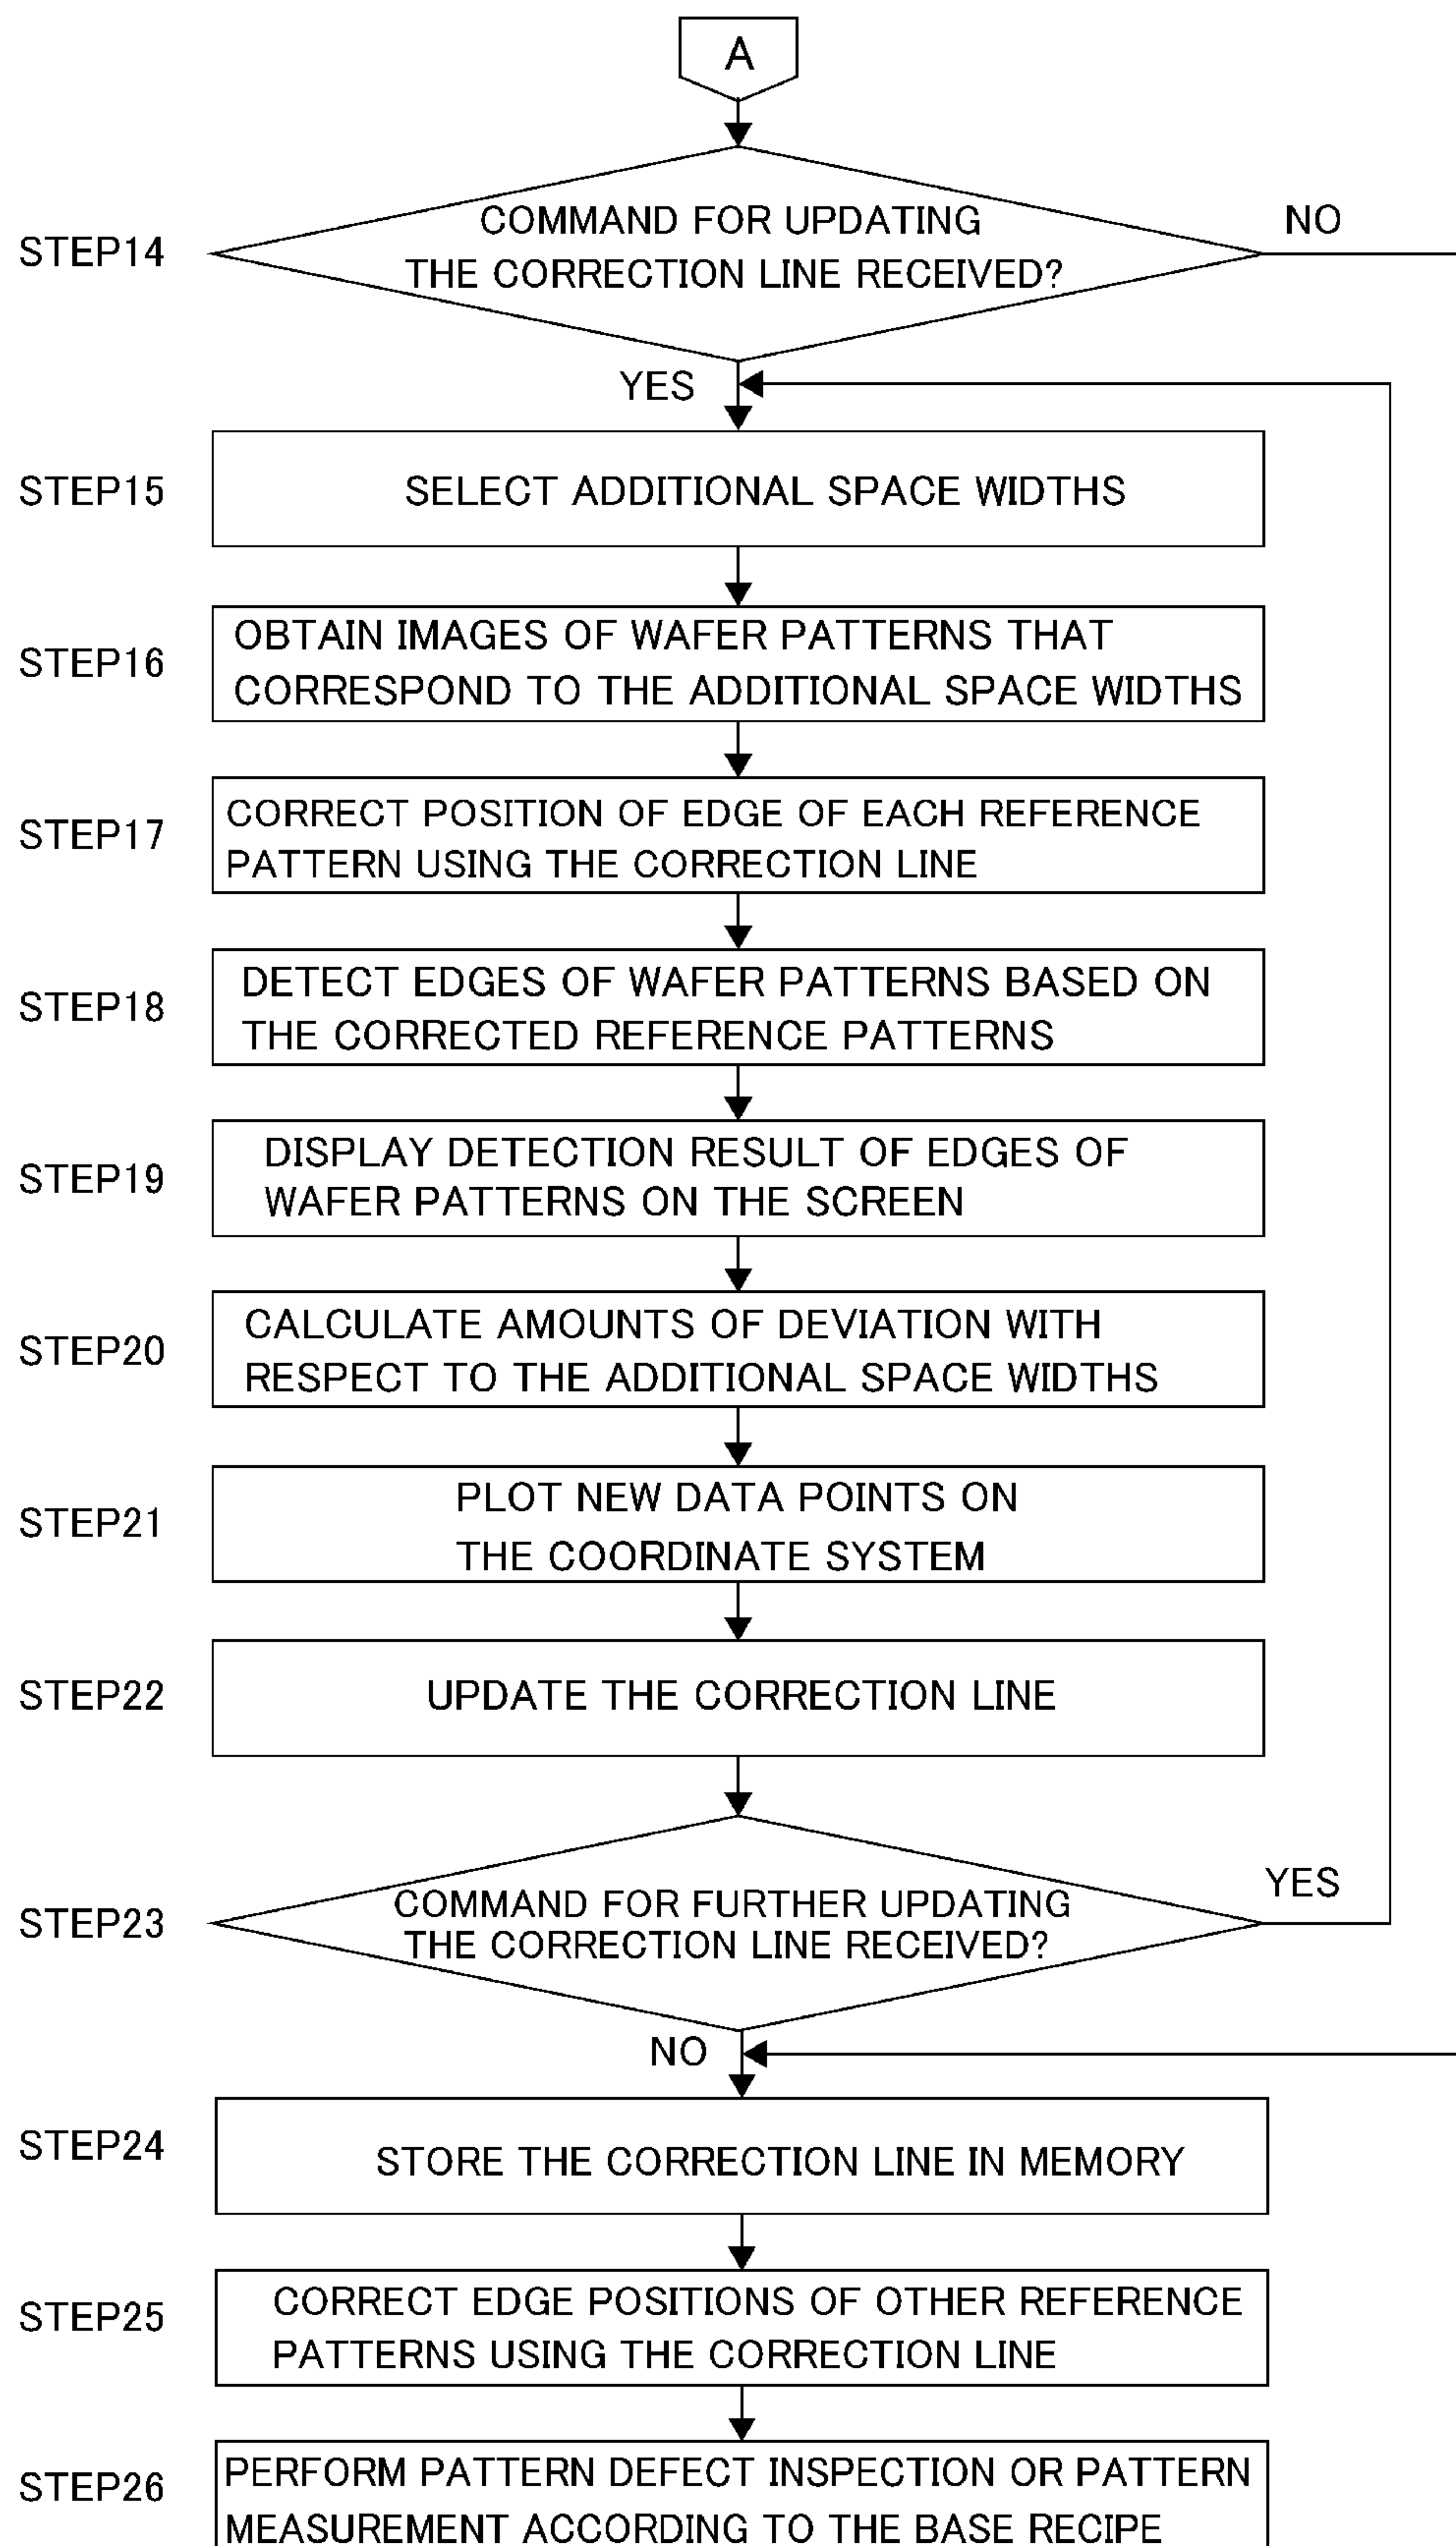 A
STEP14
COMMAND FOR UPDATING
THE CORRECTION LINE RECEIVED?
NO
YES
STEP15
SELECT ADDITIONAL SPACE WIDTHS
STEP16
OBTAIN IMAGES OF WAFER PATTERNS THAT
CORRESPOND TO THE ADDITIONAL SPACE WIDTHS
STEP17
CORRECT POSITION OF EDGE OF EACH REFERENCE
PATTERN USING THE CORRECTION LINE
STEP18
DETECT EDGES OF WAFER PATTERNS BASED ON
THE CORRECTED REFERENCE PATTERNS
STEP19
DISPLAY DETECTION RESULT OF EDGES OF
WAFER PATTERNS ON THE SCREEN
STEP20
CALCULATE AMOUNTS OF DEVIATION WITH
RESPECT TO THE ADDITIONAL SPACE WIDTHS
STEP21
PLOT NEW DATA POINTS ON
THE COORDINATE SYSTEM
STEP22
UPDATE THE CORRECTION LINE
STEP23
COMMAND FOR FURTHER UPDATING
THE CORRECTION LINE RECEIVED?
YES
NO
STEP24
STORE THE CORRECTION LINE IN MEMORY
STEP25
CORRECT EDGE POSITIONS OF OTHER REFERENCE
PATTERNS USING THE CORRECTION LINE
STEP26
PERFORM PATTERN DEFECT INSPECTION OR PATTERN
MEASUREMENT ACCORDING TO THE BASE RECIPE